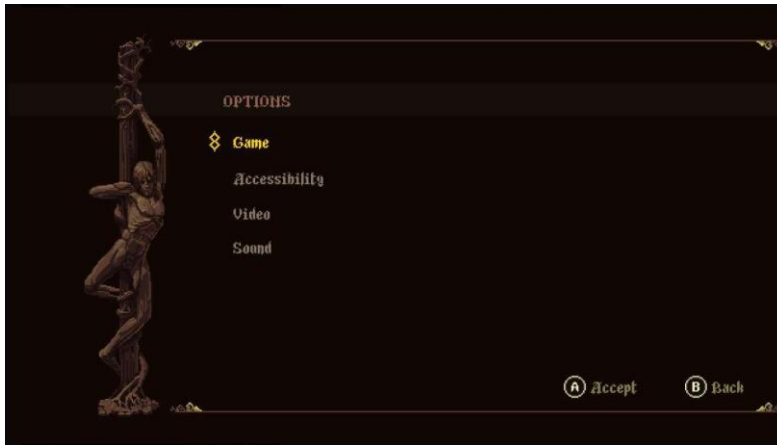 OPTIONS
Game
Accessibility
Video
Sound
A Accept B Back